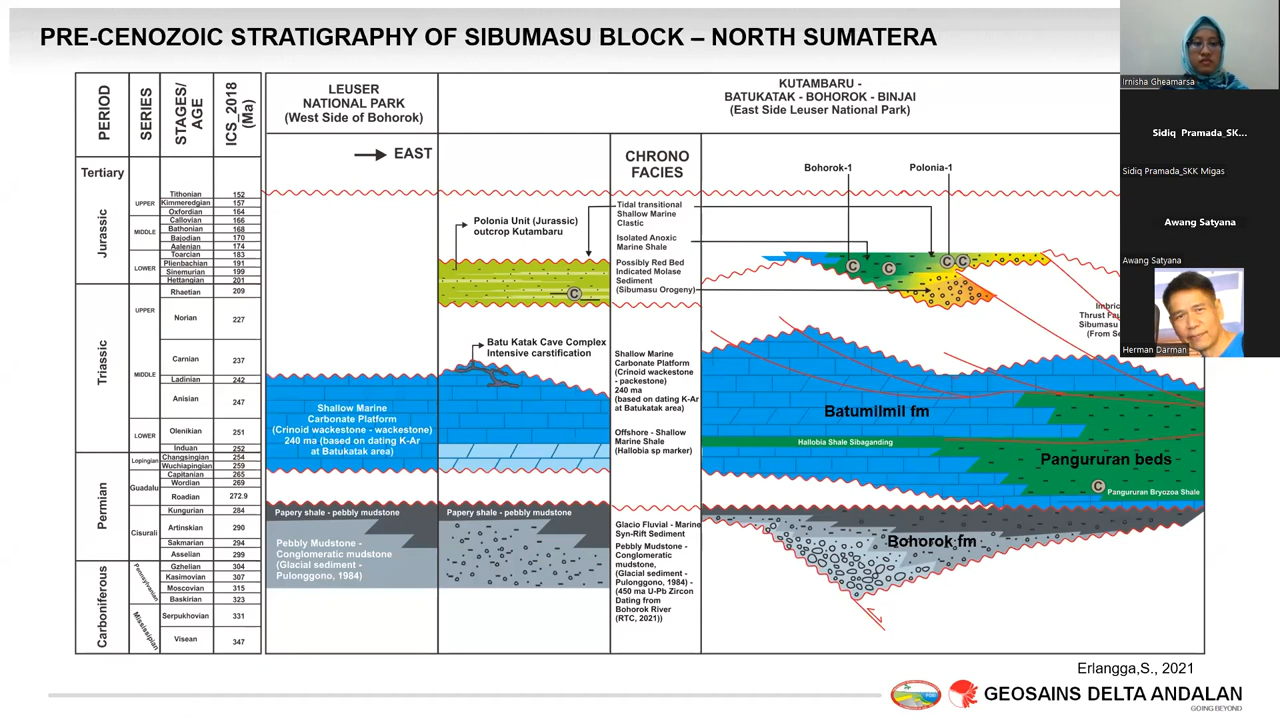 PRE-CENOZOIC STRATIGRAPHY OF SIBUMASU BLOCK – NORTH SUMATERA
PERIOD
SERIES
STAGES/
AGE
ICS_2018
(Ma)
LEUSER
NATIONAL PARK
(West Side of Bohorok)
KUTAMBARU -
BATUKATAK - BOHOROK - BINJAI
(East Side Leuser National Park)
EAST
CHRONO
FACIES
Bohorok-1
Polonia-1
Tertiary
Jurassic
UPPER
MIDDLE
LOWER
Tithonian 152
Kimmeredgian 157
Oxfordian 164
Callovian 166
Bathonian 168
Bajodian 170
Aalenian 174
Toarcian 183
Plienbachian 191
Sinemurian 199
Hettangian 201
Triassic
UPPER
MIDDLE
LOWER
Rhaetian 209
Norian 227
Carnian 237
Ladinian 242
Anisian 247
Olenikian 251
Induan 252
Permian
Lopingian
Guadalu
Cisurali
Changsingian 254
Wuchiapingian 259
Capitanian 265
Wordian 269
Roadian 272.9
Kungurian 284
Artinskian 290
Sakmarian 294
Asselian 299
Carboniferous
Pennsylvanian
Mississipian
Gzhelian 304
Kasimovian 307
Moscovian 315
Baskirian 323
Serpukhovian 331
Visean 347
Shallow Marine
Carbonate Platform
(Crinoid wackestone - wackestone)
240 ma (based on dating K-Ar
at Batukatak area)
Papery shale - pebbly mudstone
Pebbly Mudstone -
Conglomeratic mudstone
(Glacial sediment -
Pulonggono, 1984)
Polonia Unit (Jurassic)
outcrop Kutambaru
C
Batu Katak Cave Complex
Intensive carstification
Papery shale - pebbly mudstone
Tidal transitional
Shallow Marine
Clastic
Isolated Anoxic
Marine Shale
Possibly Red Bed
Indicated Molase
Sediment
(Sibumasu Orogeny)
Shallow Marine
Carbonate Platform
(Crinoid wackestone
- packestone)
240 ma
(based on dating K-Ar
at Batukatak area)
Offshore - Shallow
Marine Shale
(Hallobia sp marker)
Glacio Fluvial - Marine
Syn-Rift Sediment
Pebbly Mudstone -
Conglomeratic
mudstone,
(Glacial sediment -
Pulonggono, 1984) -
(450 ma U-Pb Zircon
Dating from
Bohorok River
(RTC, 2021))
C C C C
Imbric
Thrust Fau
Sibumasu
(From Se
Batumilmil fm
Hallobia Shale Sibaganding
Pangururan beds
C Pangururan Bryozoa Shale
Bohorok fm
Erlangga,S., 2021
GEOSAINS DELTA ANDALAN
GOING BEYOND
Irnisha Gheamarsa
Sidiq Pramada_SK...
Sidiq Pramada_SKK Migas
Awang Satyana
Awang Satyana
Herman Darman